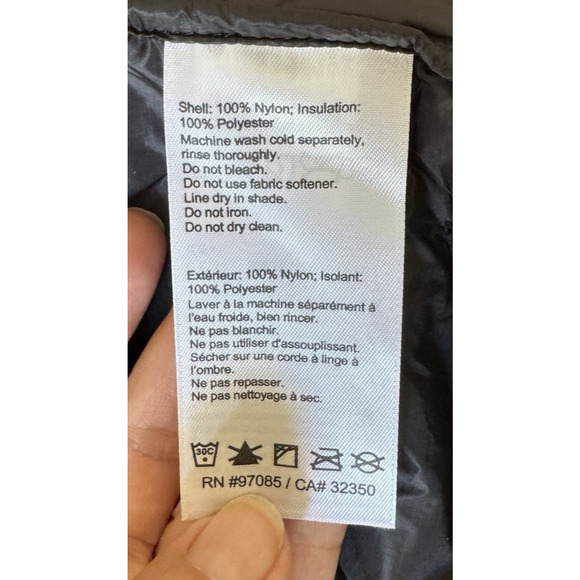 Shell: 100% Nylon; Insulation:
100% Polyester
Machine wash cold separately,
rinse thoroughly.
Do not bleach.
Do not use fabric softener.
Line dry in shade.
Do not iron.
Do not dry clean.
Extérieur: 100% Nylon; Isolant:
100% Polyester
Laver à la machine séparément à
l'eau froide, bien rincer.
Ne pas blanchir.
Ne pas utiliser d'assouplissant.
Sécher sur une corde à linge à
l'ombre.
Ne pas repasser.
Ne pas nettoyage à sec.
30C
RN #97085 / CA# 32350